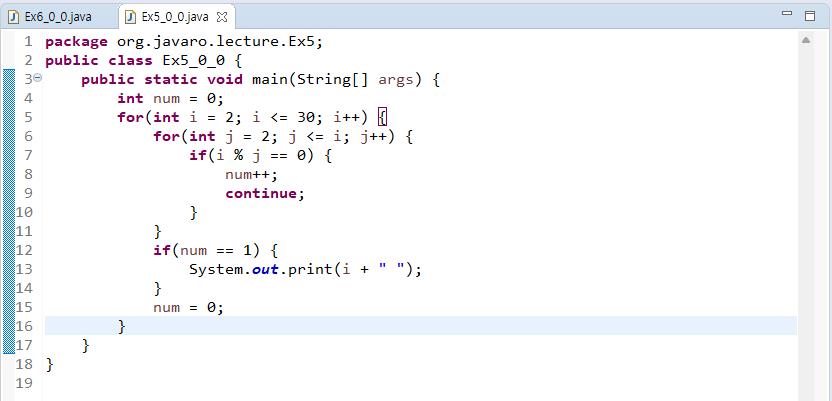 Ex6_0_0.java Ex5_0_0.java
1 package org.javaro.lecture.Ex5;
2 public class Ex5_0_0 {
3 public static void main(String[] args) {
4 int num = 0;
5 for(int i = 2; i <= 30; i++) {
6 for(int j = 2; j <= i; j++) {
7 if(i % j == 0) {
8 num++;
9 continue;
10 }
11 }
12 if(num == 1) {
13 System.out.print(i + " ");
14 }
15 num = 0;
16 }
17 }
18 }
19